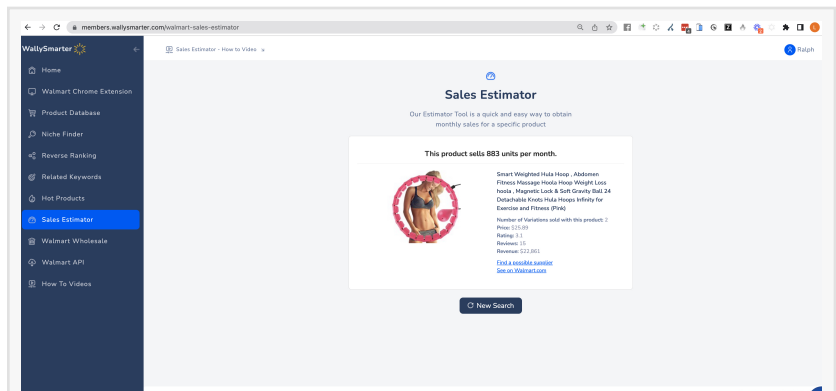 members.wallysmarter.com/walmart-sales-estimator
WallySmarter
Sales Estimator - How to Video
Ralph
Home
Walmart Chrome Extension
Product Database
Niche Finder
Reverse Ranking
Related Keywords
Hot Products
Sales Estimator
Walmart Wholesale
Walmart API
How To Videos
Sales Estimator
Our Estimator Tool is a quick and easy way to obtain
monthly sales for a specific product
This product sells 883 units per month.
Smart Weighted Hula Hoop , Abdomen
Fitness Massage Hoola Hoop Weight Loss
hoola , Magnetic Lock & Soft Gravity Ball 24
Detachable Knots Hula Hoops Infinity for
Exercise and Fitness (Pink)
Number of Variations sold with this product: 2
Price: $25.89
Rating: 3.1
Reviews: 15
Revenue: $22,861
Find a possible supplier
See on Walmart.com
New Search